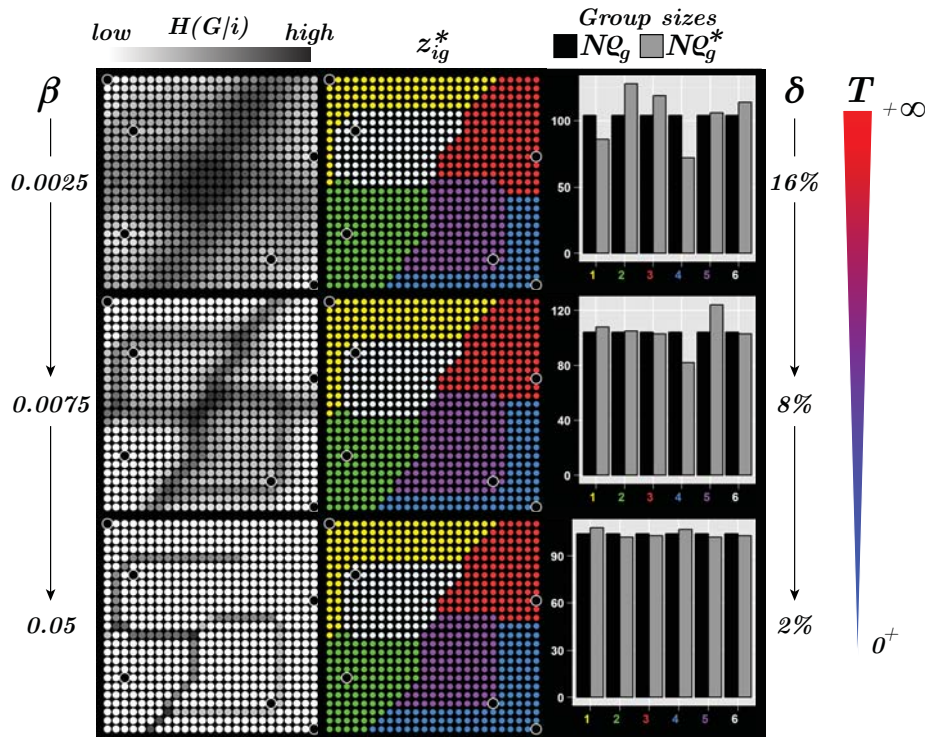 low H(G|i) high
z*ig
Group sizes
Nϱg Nϱ*g
β
δ
T
+∞
0.0025
16%
100
50
0
1 2 3 4 5 6
0.0075
8%
120
80
40
0
1 2 3 4 5 6
0.05
2%
0+
90
60
30
0
1 2 3 4 5 6